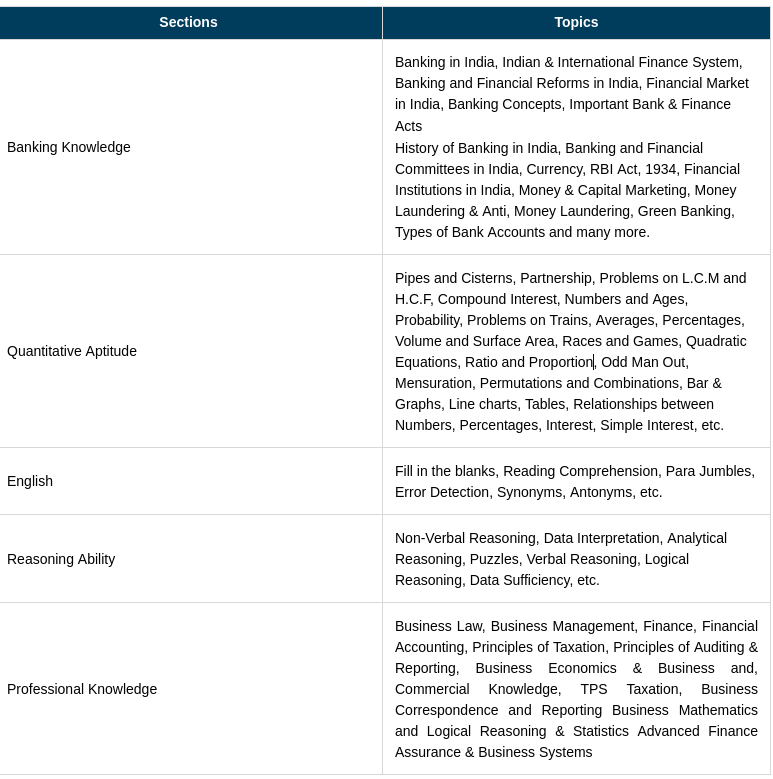 Sections
Topics
Banking Knowledge
Banking in India, Indian & International Finance System,
Banking and Financial Reforms in India, Financial Market
in India, Banking Concepts, Important Bank & Finance
Acts
History of Banking in India, Banking and Financial
Committees in India, Currency, RBI Act, 1934, Financial
Institutions in India, Money & Capital Marketing, Money
Laundering & Anti, Money Laundering, Green Banking,
Types of Bank Accounts and many more.
Quantitative Aptitude
Pipes and Cisterns, Partnership, Problems on L.C.M and
H.C.F, Compound Interest, Numbers and Ages,
Probability, Problems on Trains, Averages, Percentages,
Volume and Surface Area, Races and Games, Quadratic
Equations, Ratio and Proportion, Odd Man Out,
Mensuration, Permutations and Combinations, Bar &
Graphs, Line charts, Tables, Relationships between
Numbers, Percentages, Interest, Simple Interest, etc.
English
Fill in the blanks, Reading Comprehension, Para Jumbles,
Error Detection, Synonyms, Antonyms, etc.
Reasoning Ability
Non-Verbal Reasoning, Data Interpretation, Analytical
Reasoning, Puzzles, Verbal Reasoning, Logical
Reasoning, Data Sufficiency, etc.
Professional Knowledge
Business Law, Business Management, Finance, Financial
Accounting, Principles of Taxation, Principles of Auditing &
Reporting, Business Economics & Business and,
Commercial Knowledge, TPS Taxation, Business
Correspondence and Reporting Business Mathematics
and Logical Reasoning & Statistics Advanced Finance
Assurance & Business Systems